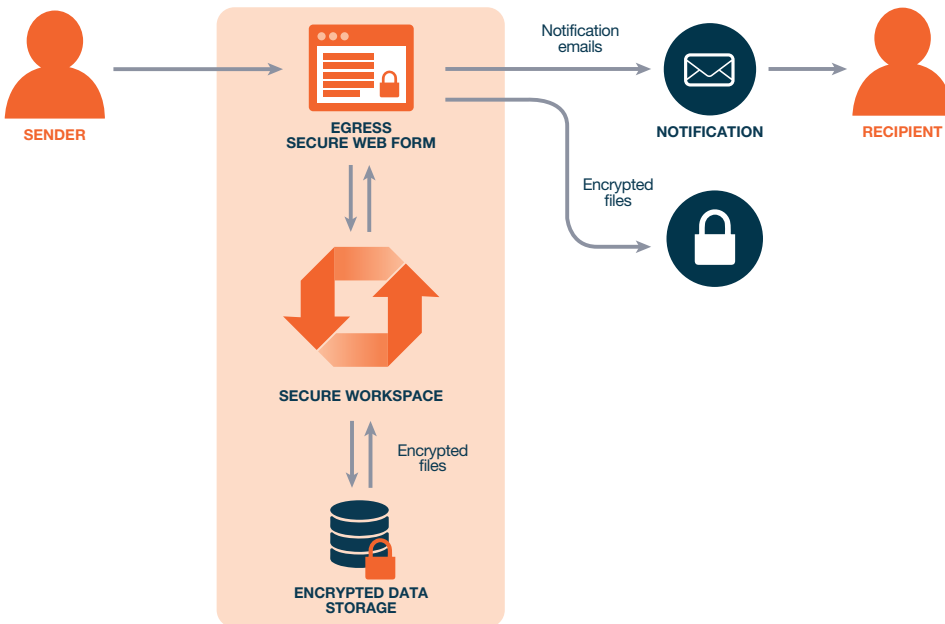 SENDER
EGRESS
SECURE WEB FORM
Notification
emails
NOTIFICATION
RECIPIENT
Encrypted
files
SECURE WORKSPACE
Encrypted
files
ENCRYPTED DATA
STORAGE